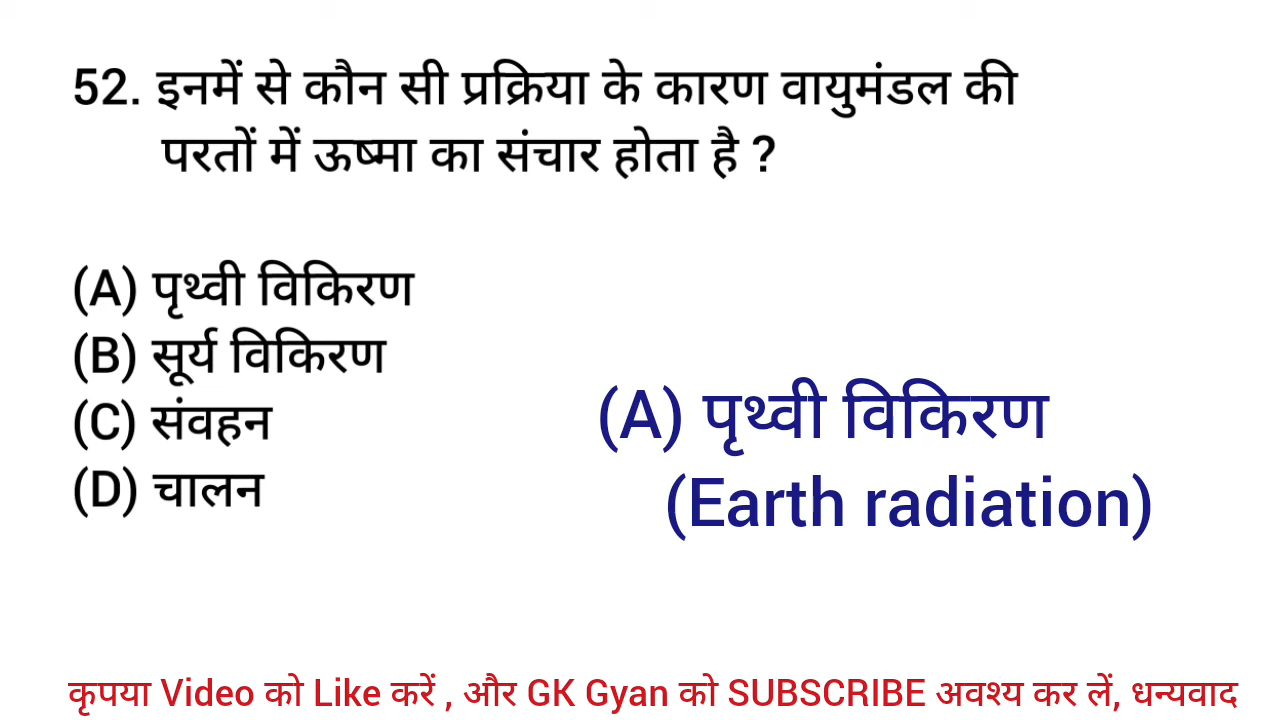 52. इनमें से कौन सी प्रक्रिया के कारण वायुमंडल की
परतों में ऊष्मा का संचार होता है ?
(A) पृथ्वी विकिरण
(B) सूर्य विकिरण
(C) संवहन
(D) चालन
(A) पृथ्वी विकिरण
(Earth radiation)
कृपया Video को Like करें , और GK Gyan को SUBSCRIBE अवश्य कर लें, धन्यवाद